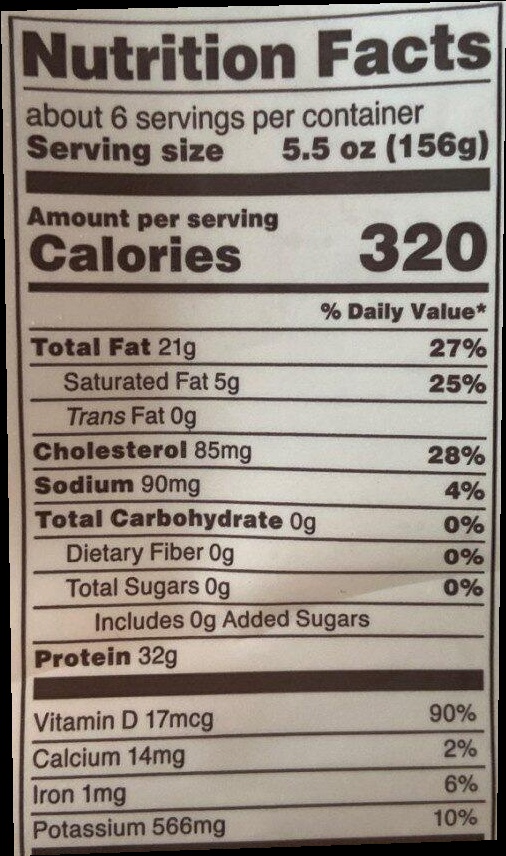 Nutrition Facts
about 6 servings per container
Serving size 5.5 oz (156g)
Amount per serving
Calories 320
% Daily Value*
Total Fat 21g 27%
Saturated Fat 5g 25%
Trans Fat 0g
Cholesterol 85mg 28%
Sodium 90mg 4%
Total Carbohydrate 0g 0%
Dietary Fiber 0g 0%
Total Sugars 0g 0%
Includes 0g Added Sugars
Protein 32g
Vitamin D 17mcg 90%
Calcium 14mg 2%
Iron 1mg 6%
Potassium 566mg 10%